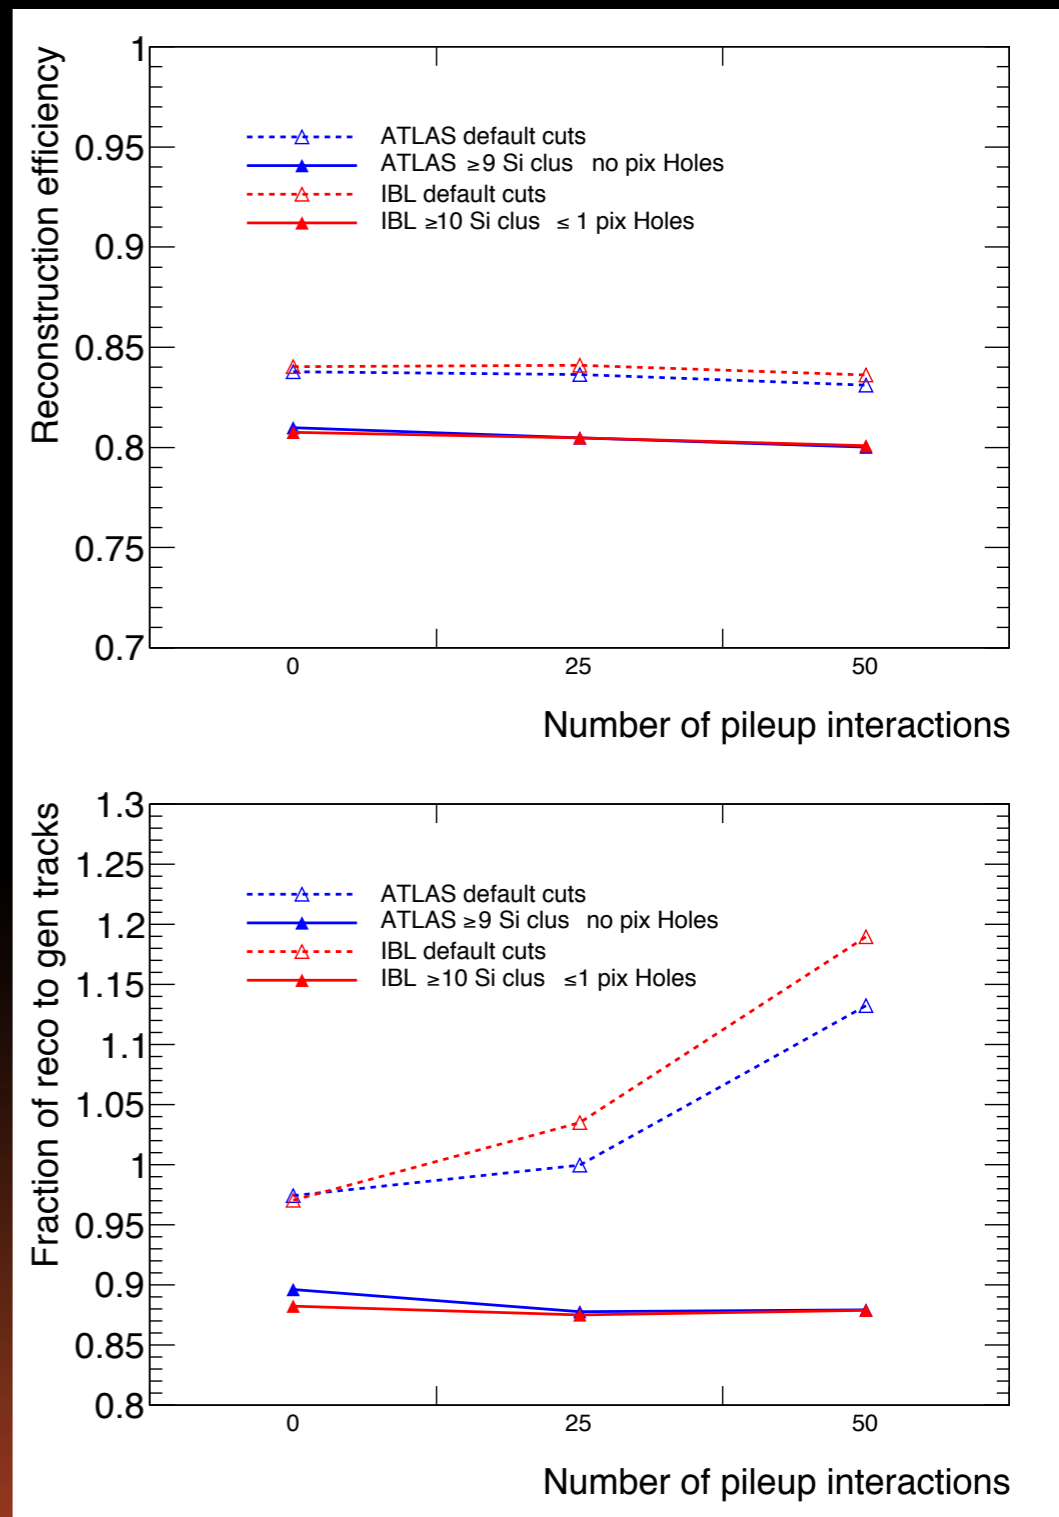 Reconstruction efficiency
1
0.95
0.9
0.85
0.8
0.75
0.7
ATLAS default cuts
ATLAS ≥9 Si clus no pix Holes
IBL default cuts
IBL ≥10 Si clus ≤ 1 pix Holes
0 25 50
Number of pileup interactions
Fraction of reco to gen tracks
1.3
1.25
1.2
1.15
1.1
1.05
1
0.95
0.9
0.85
0.8
ATLAS default cuts
ATLAS ≥9 Si clus no pix Holes
IBL default cuts
IBL ≥10 Si clus ≤1 pix Holes
0 25 50
Number of pileup interactions